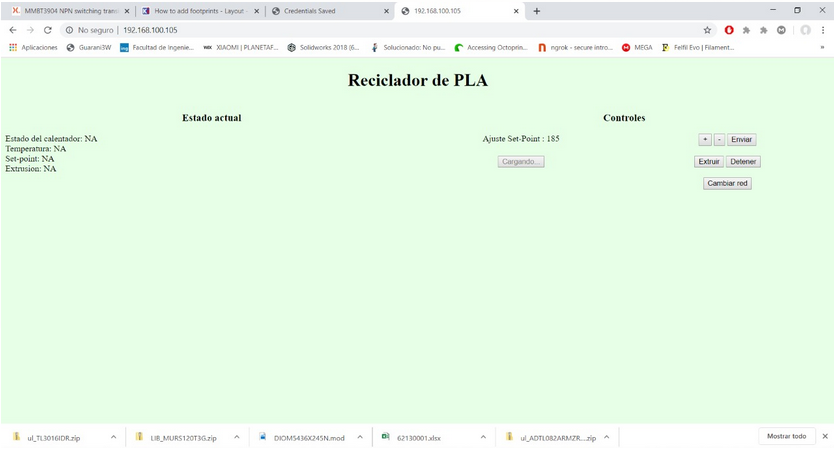 MMBT3904 NPN switching trans
How to add footprints - Layout -
Credentials Saved
192.168.100.105
No seguro | 192.168.100.105
Aplicaciones
Guarani3W
Facultad de Ingenie...
XIAOMI | PLANETAF...
Solidworks 2018 (6...
Solucionado: No pu...
Accessing Octoprin...
ngrok - secure intro...
MEGA
Felfil Evo | Filament...
Reciclador de PLA
Estado actual
Controles
Estado del calentador: NA
Temperatura: NA
Set-point: NA
Extrusion: NA
Ajuste Set-Point : 185
+ - Enviar
Cargando...
Extruir Detener
Cambiar red
ul_TL3016IDR.zip
LIB_MURS120T3G.zip
DIOM5436X245N.mod
62130001.xlsx
ul_ADTL082ARMZR....zip
Mostrar todo